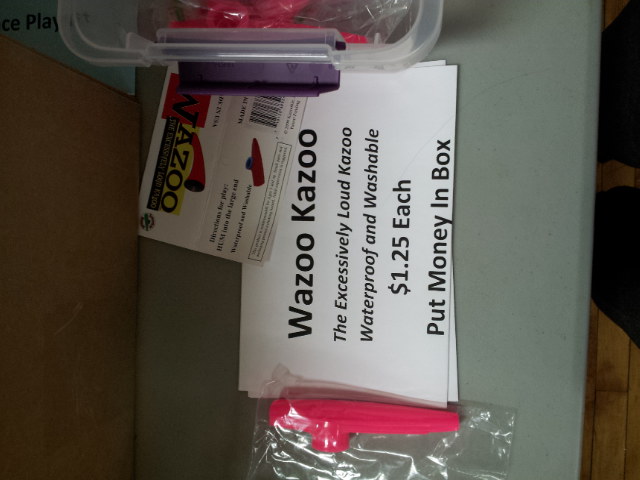 ce Play
WAZOO
MADE IN
Directions for play:
HUM into the large end
Waterproof and Washable
Wazoo Kazoo
The Excessively Loud Kazoo
Waterproof and Washable
$1.25 Each
Put Money In Box